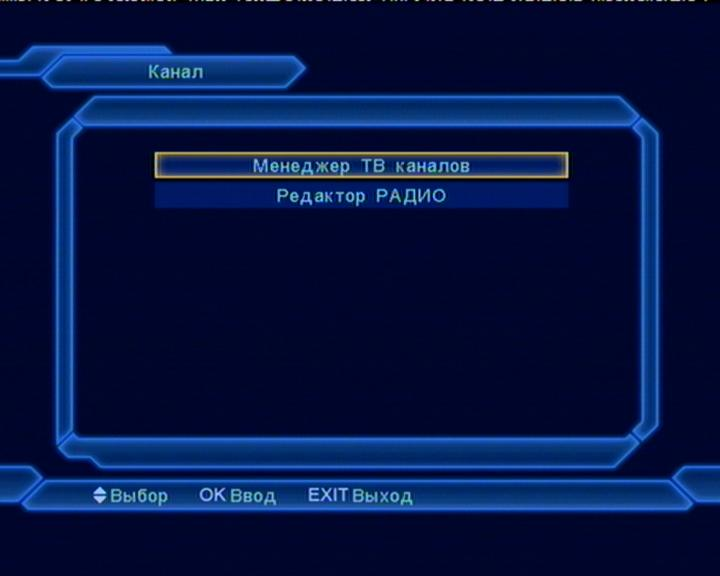 Канал
Менеджер ТВ каналов
Редактор РАДИО
Выбор OK Ввод EXIT Выход